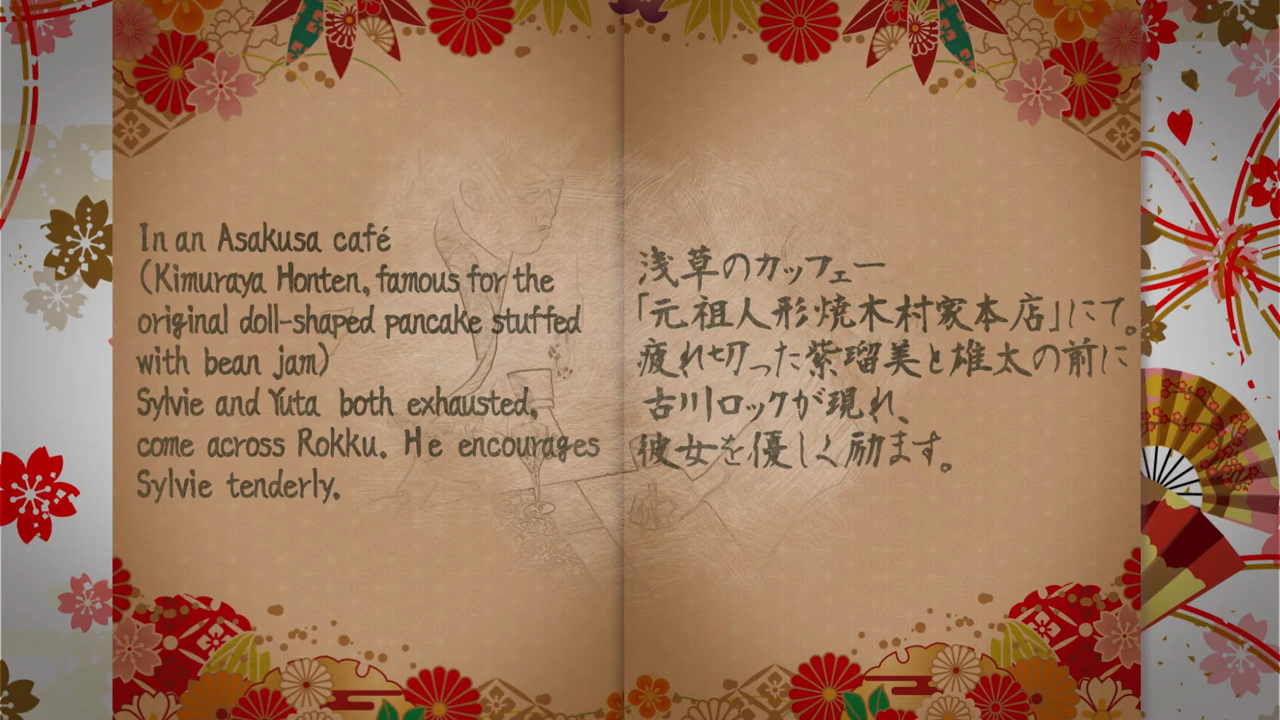 In an Asakusa café
(Kimuraya Honten, famous for the
original doll-shaped pancake stuffed
with bean jam)
Sylvie and Yuta both exhausted,
come across Rokku. He encourages
Sylvie tenderly.
浅草のカッフェー
「元祖人形焼木村家本店」にて。
疲れ切った紫瑠美と雄太の前に
古川ロックが現れ、
彼女を優しく励ます。